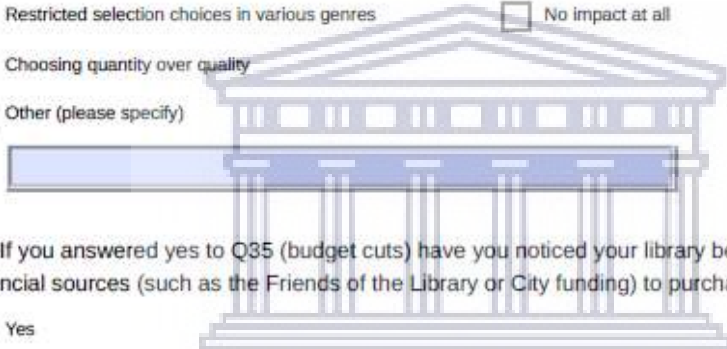 Restricted selection choices in various genres No impact at all
Choosing quantity over quality
Other (please specify)
If you answered yes to Q35 (budget cuts) have you noticed your library
ncial sources (such as the Friends of the Library or City funding) to
Yes